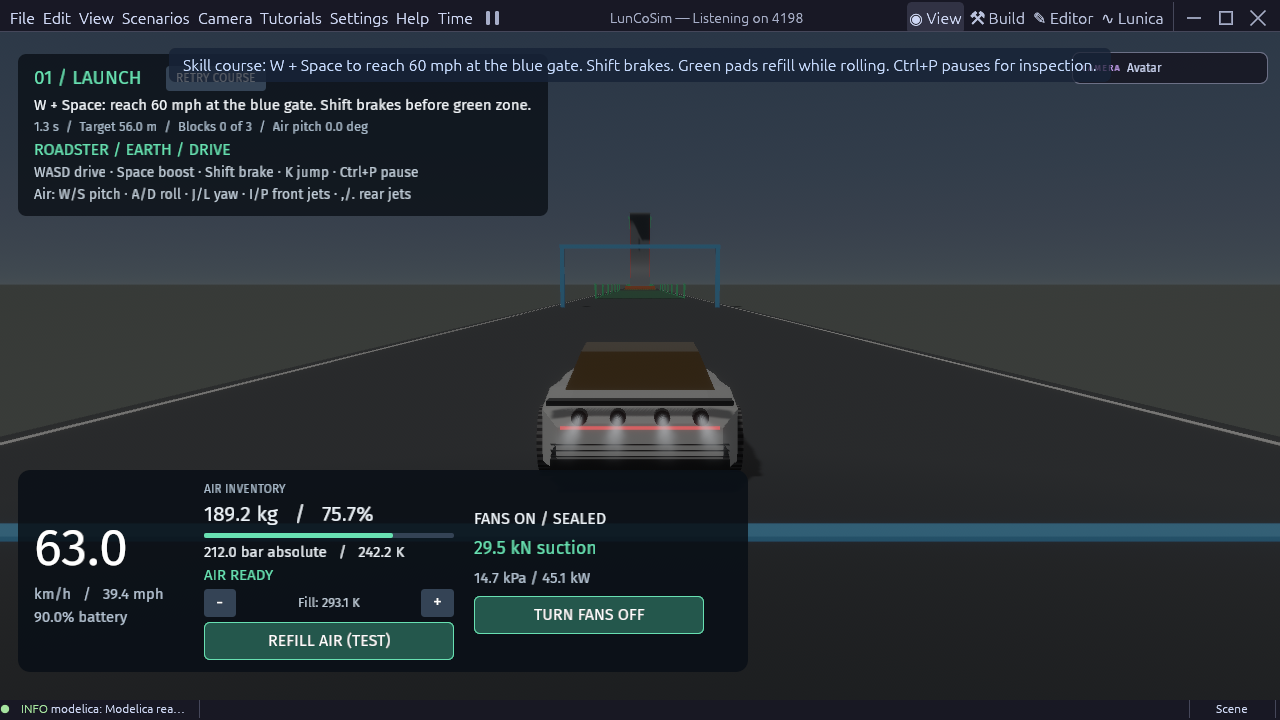 File Edit View Scenarios Camera Tutorials Settings Help Time
LunCoSim — Listening on 4198
View Build Editor Lunica
Skill course: W + Space to reach 60 mph at the blue gate. Shift brakes. Green pads refill while rolling. Ctrl+P pauses for inspection.
Avatar
01 / LAUNCH
RETRY COURSE
W + Space: reach 60 mph at the blue gate. Shift brakes before green zone.
1.3 s / Target 56.0 m / Blocks 0 of 3 / Air pitch 0.0 deg
ROADSTER / EARTH / DRIVE
WASD drive · Space boost · Shift brake · K jump · Ctrl+P pause
Air: W/S pitch · A/D roll · J/L yaw · I/P front jets · ,/. rear jets
63.0
km/h / 39.4 mph
90.0% battery
AIR INVENTORY
189.2 kg / 75.7%
212.0 bar absolute / 242.2 K
AIR READY
- Fill: 293.1 K +
REFILL AIR (TEST)
FANS ON / SEALED
29.5 kN suction
14.7 kPa / 45.1 kW
TURN FANS OFF
INFO modelica: Modelica rea...
Scene